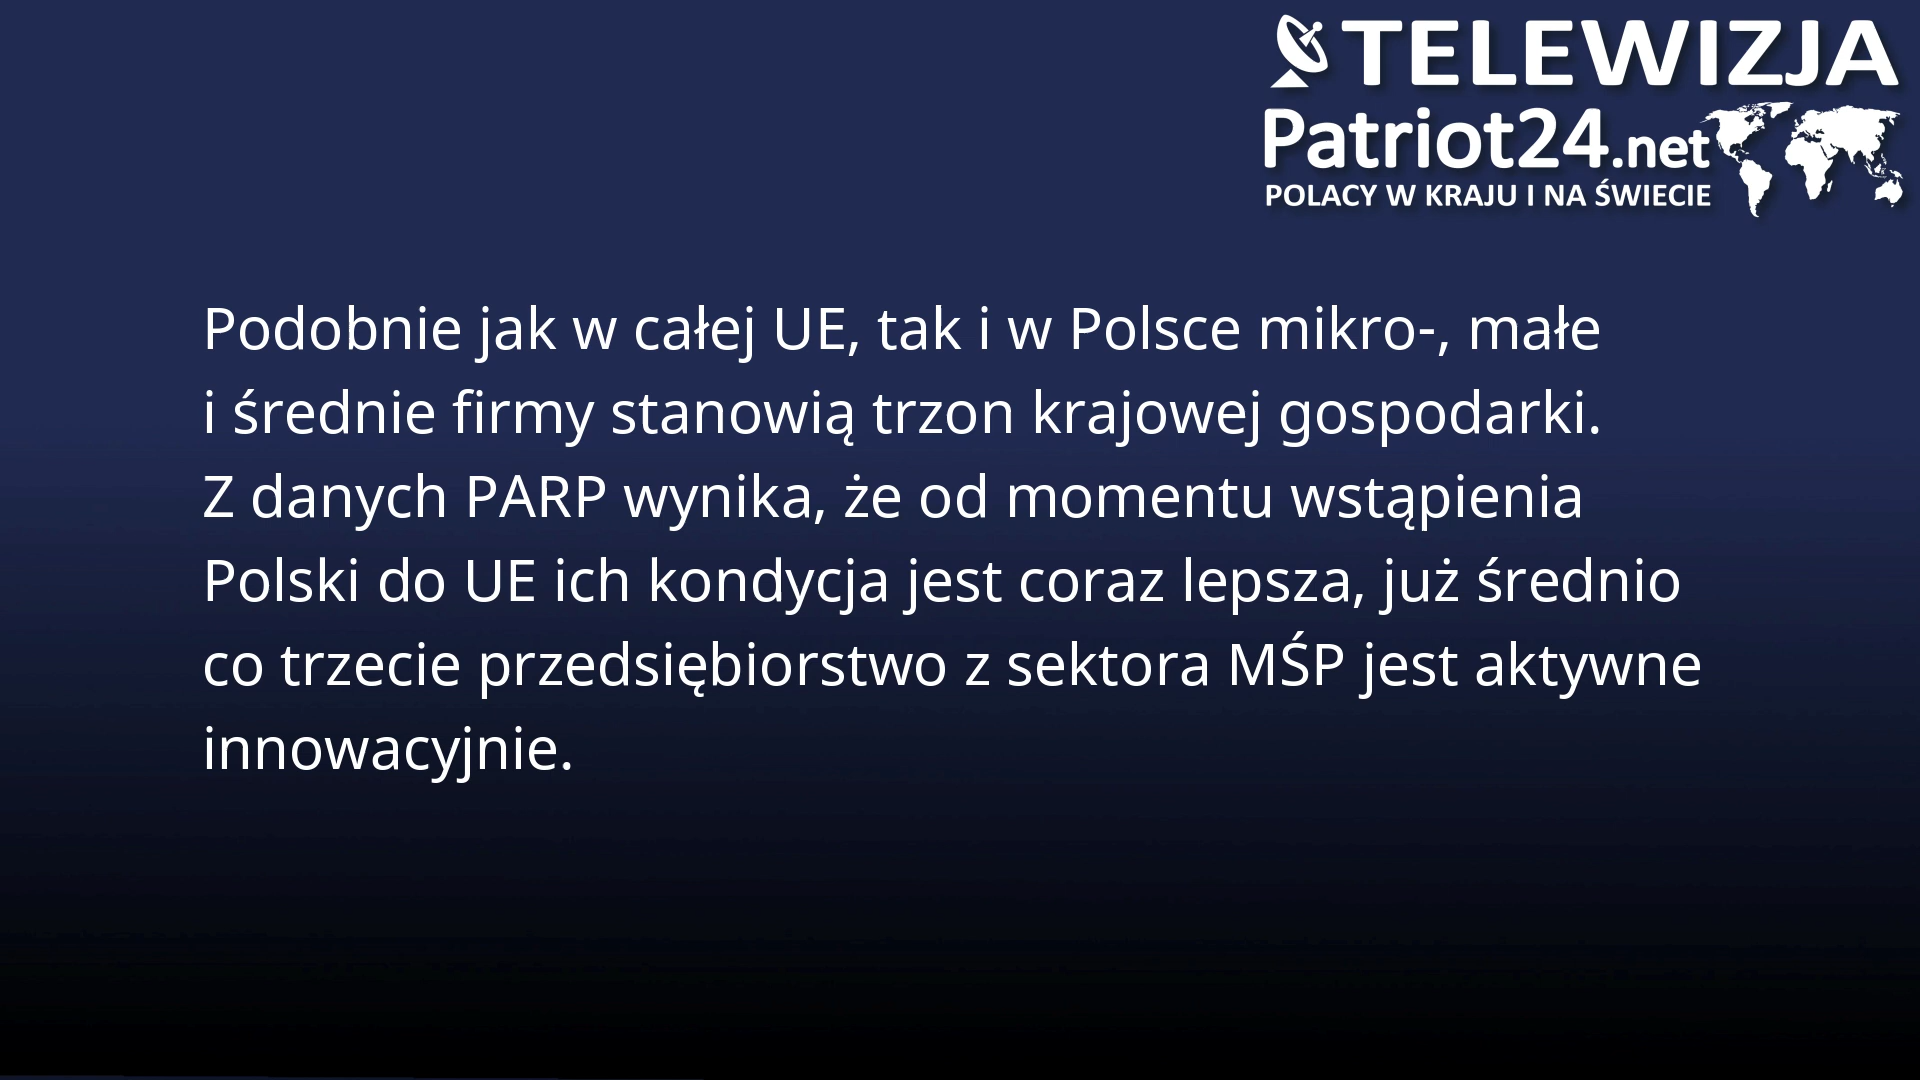 TELEWIZJA
Patriot24.net
POLACY W KRAJU I NA ŚWIECIE
Podobnie jak w całej UE, tak i w Polsce mikro-, małe
i średnie firmy stanowią trzon krajowej gospodarki.
Z danych PARP wynika, że od momentu wstąpienia
Polski do UE ich kondycja jest coraz lepsza, już średnio
co trzecie przedsiębiorstwo z sektora MŚP jest aktywne
innowacyjnie.